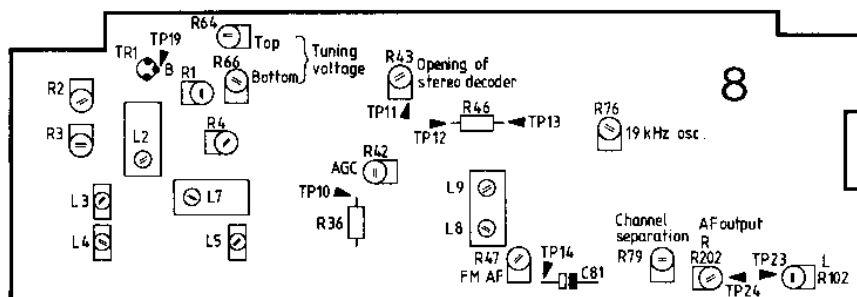 R64
Top
Tuning
voltage
TP19
TR1
B
R1
R66
Bottom
R43
Opening of
stereo decoder
8
R2
TP11
R46
R76
R3
L2
R4
TP12
TP13
19 kHz osc.
R42
AGC
L9
L3
L7
TP10
L4
L5
R36
L8
Channel
separation
AF output
R
R47
FM AF
TP14
C81
R79
R202
TP23
L
R102
TP24